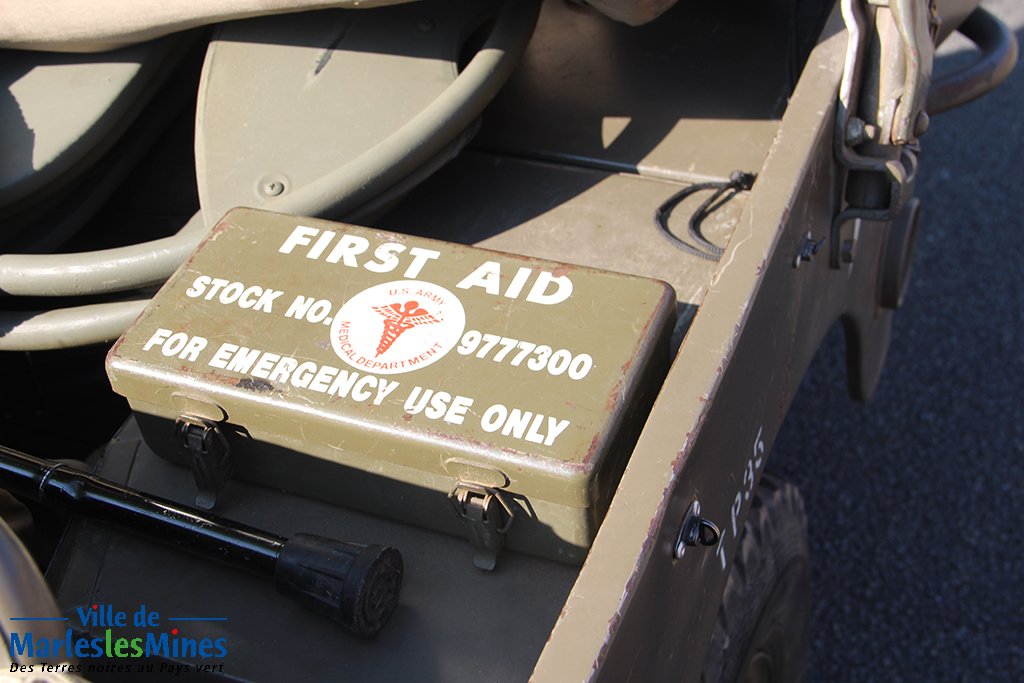 FIRST AID
STOCK NO. 9777300
U.S. ARMY
MEDICAL DEPARTMENT
FOR EMERGENCY USE ONLY
TP35
Ville de
MarleslesMines
Des Terres noires au Pays vert